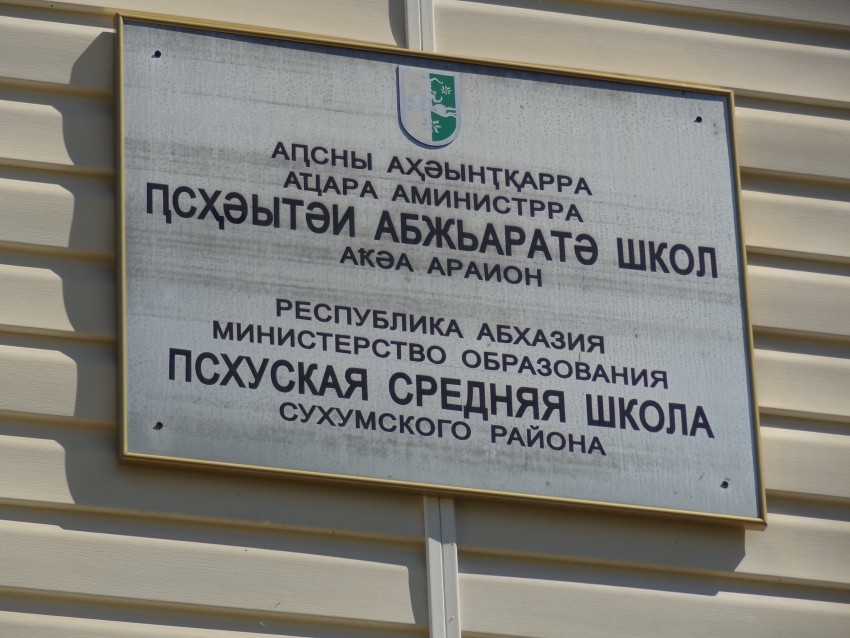 АԤСНЫ АҲӘЫНҬҚАРРА
АҴАРА АМИНИСТРРА
ԤСҲӘЫТӘИ АБЖЬАРАТӘ ШКОЛ
АҞӘА АРАИОН
РЕСПУБЛИКА АБХАЗИЯ
МИНИСТЕРСТВО ОБРАЗОВАНИЯ
ПСХУСКАЯ СРЕДНЯЯ ШКОЛА
СУХУМСКОГО РАЙОНА